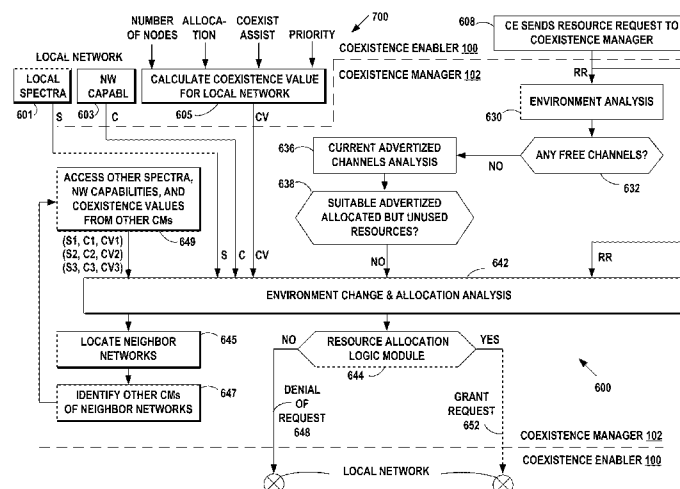 NUMBER OF NODES
ALLOCA-TION
COEXIST ASSIST
PRIORITY
700
COEXISTENCE ENABLER 100
COEXISTENCE MANAGER 102
608
CE SENDS RESOURCE REQUEST TO
COEXISTENCE MANAGER
LOCAL NETWORK
LOCAL
SPECTRA
601
S
NW
CAPABL
603
C
CALCULATE COEXISTENCE VALUE
FOR LOCAL NETWORK
605
CV
RR
ENVIRONMENT ANALYSIS
630
636
CURRENT ADVERTIZED
CHANNELS ANALYSIS
NO
ANY FREE CHANNELS?
632
638
SUITABLE ADVERTIZED
ALLOCATED BUT UNUSED
RESOURCES?
NO
ACCESS OTHER SPECTRA,
NW CAPABILITIES, AND
COEXISTENCE VALUES
FROM OTHER CMs
649
(S1, C1, CV1)
(S2, C2, CV2)
(S3, C3, CV3)
S
C
CV
642
RR
ENVIRONMENT CHANGE & ALLOCATION ANALYSIS
LOCATE NEIGHBOR
NETWORKS
645
NO
RESOURCE ALLOCATION
LOGIC MODULE
644
YES
IDENTIFY OTHER CMs
OF NEIGHBOR NETWORKS
647
DENIAL
OF
REQUEST
648
GRANT
REQUEST
652
600
COEXISTENCE MANAGER 102
COEXISTENCE ENABLER 100
LOCAL NETWORK